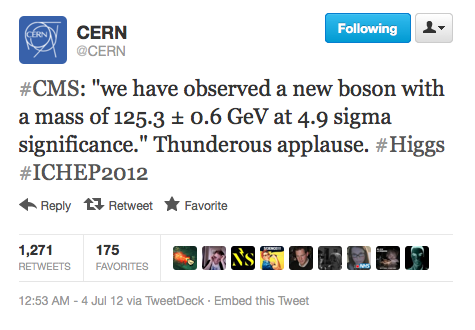 CERN
CERN
@CERN
Following
#CMS: "we have observed a new boson with
a mass of 125.3 ± 0.6 GeV at 4.9 sigma
significance." Thunderous applause. #Higgs
#ICHEP2012
Reply Retweet Favorite
1,271 175
RETWEETS FAVORITES
12:53 AM - 4 Jul 12 via TweetDeck · Embed this Tweet